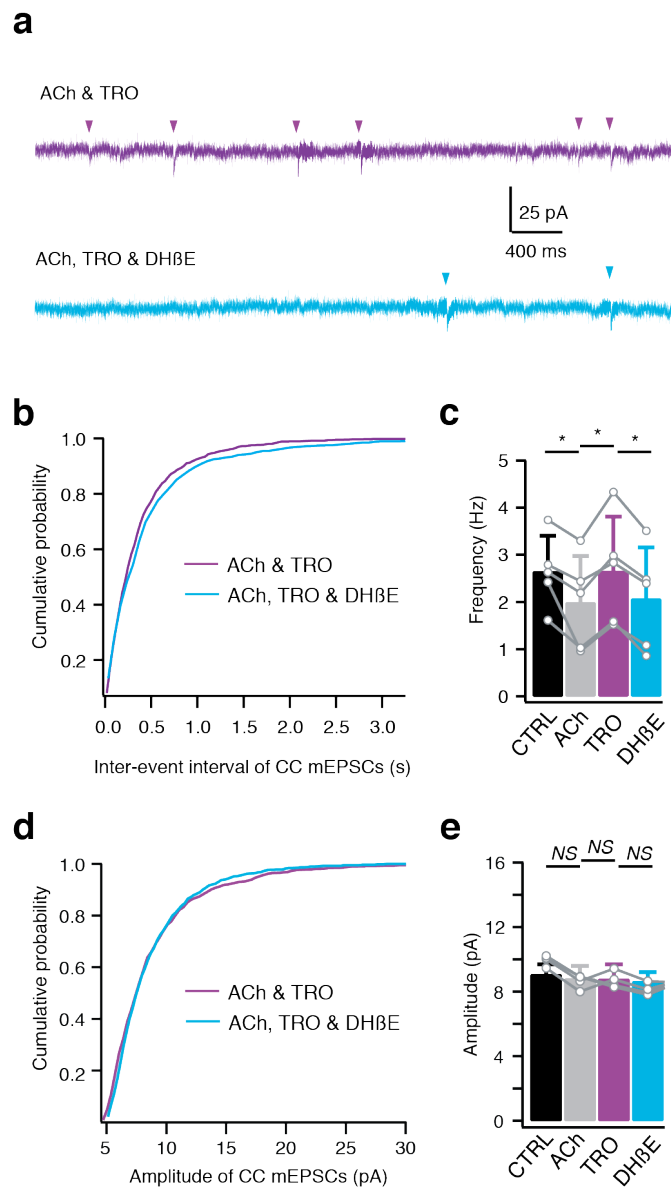 a
ACh & TRO
25 pA
400 ms
ACh, TRO & DHßE
b
Cumulative probability
1.0
0.8
0.6
0.4
0.2
ACh & TRO
ACh, TRO & DHßE
0.0 0.5 1.0 1.5 2.0 2.5 3.0
Inter-event interval of CC mEPSCs (s)
c
* * *
Frequency (Hz)
5
4
3
2
1
0
CTRL ACh TRO DHßE
d
Cumulative probability
1.0
0.8
0.6
0.4
0.2
ACh & TRO
ACh, TRO & DHßE
5 10 15 20 25 30
Amplitude of CC mEPSCs (pA)
e
NS NS NS
Amplitude (pA)
16
12
8
4
0
CTRL ACh TRO DHßE